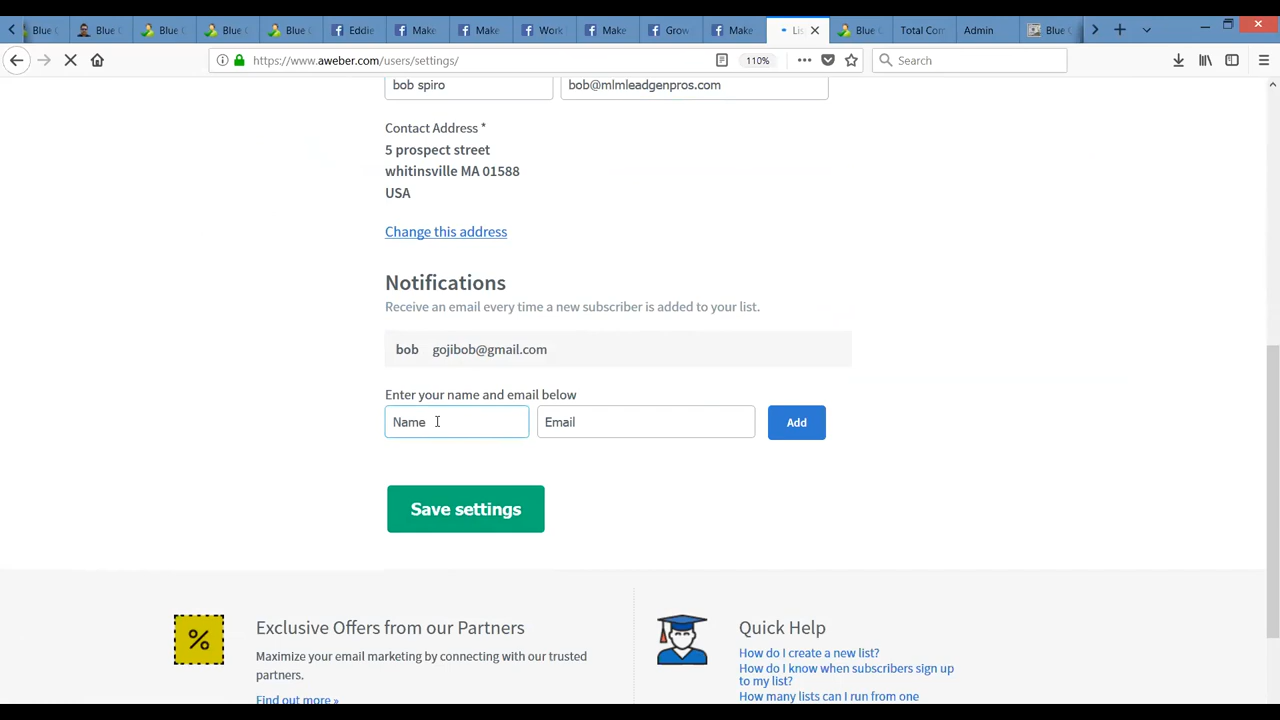 Blue (
Blue (
Blue (
Blue (
Blue (
Eddie
Make
Make
Work
Make
Grow
Make
Lis
Blue (
Total Com
Admin
Blue (
https://www.aweber.com/users/settings/
110%
Search
bob spiro
bob@mlmleadgenpros.com
Contact Address *
5 prospect street
whitinsville MA 01588
USA
Change this address
Notifications
Receive an email every time a new subscriber is added to your list.
bob gojibob@gmail.com
Enter your name and email below
Name
Email
Add
Save settings
Exclusive Offers from our Partners
Maximize your email marketing by connecting with our trusted
partners.
Find out more »
Quick Help
How do I create a new list?
How do I know when subscribers sign up
to my list?
How many lists can I run from one